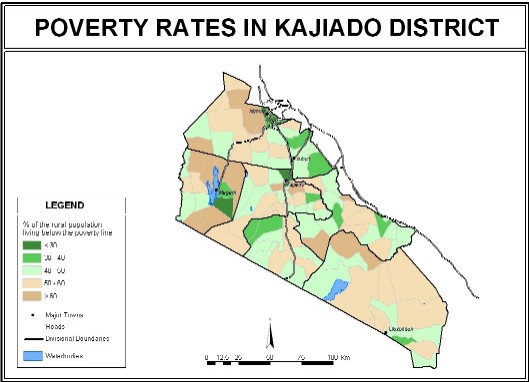 POVERTY RATES IN KAJIADO DISTRICT
LEGEND
% of the rural population
living below the poverty line
< 30
30 - 40
40 - 50
50 - 60
> 60
Major Towns
Roads
Divisional Boundaries
Waterbodies
0 12.5 25 50 75 100 Km